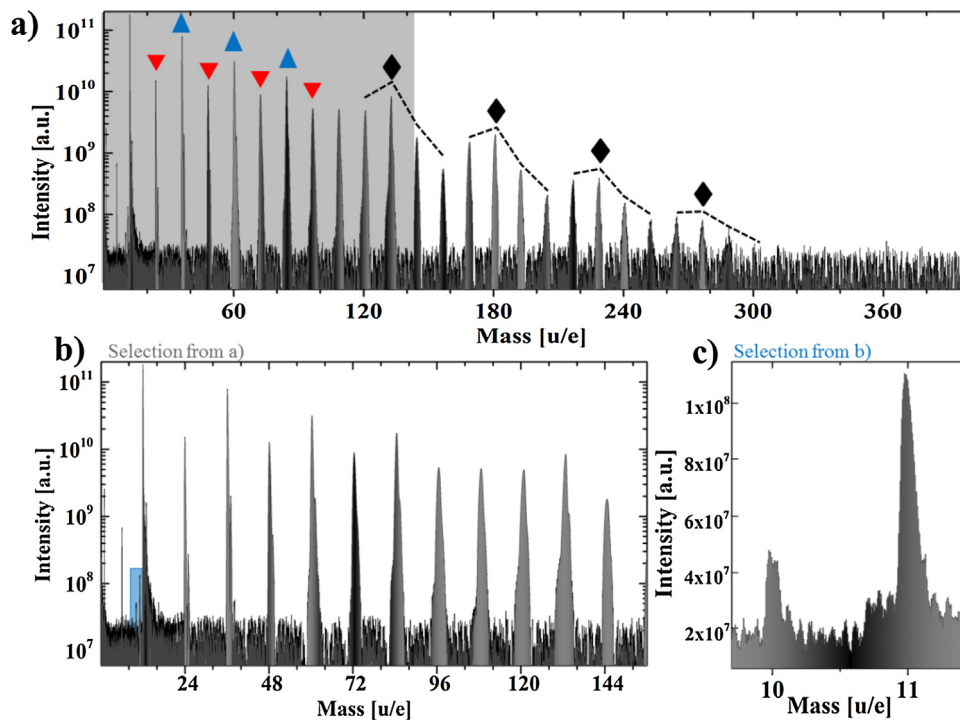 a)
Intensity [a.u.]
10¹¹
10¹⁰
10⁹
10⁸
10⁷
60 120 180 240 300 360
Mass [u/e]
b)
Selection from a)
Intensity [a.u.]
10¹¹
10¹⁰
10⁹
10⁸
10⁷
24 48 72 96 120 144
Mass [u/e]
c)
Selection from b)
Intensity [a.u.]
1x10⁸
8x10⁷
6x10⁷
4x10⁷
2x10⁷
10 11
Mass [u/e]